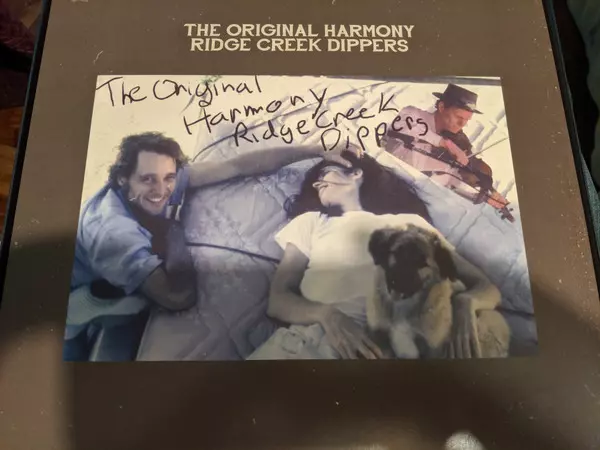 THE ORIGINAL HARMONY
RIDGE CREEK DIPPERS
The Original
Harmony
Ridge Creek
Dippers